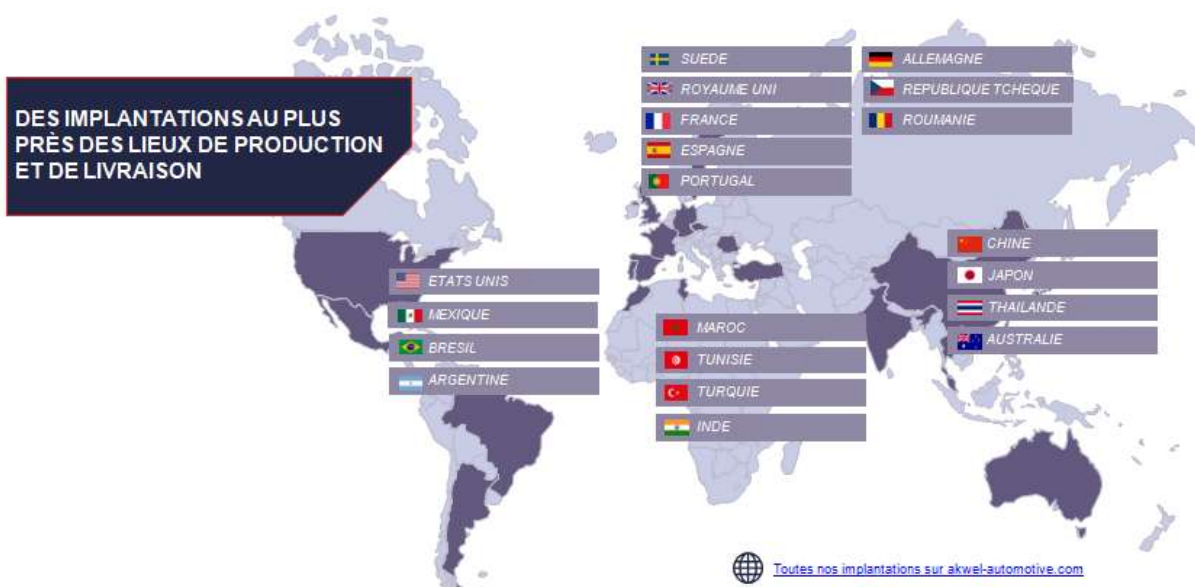 DES IMPLANTATIONS AU PLUS
PRÈS DES LIEUX DE PRODUCTION
ET DE LIVRAISON
SUEDE
ROYAUME UNI
FRANCE
ESPAGNE
PORTUGAL
ALLEMAGNE
REPUBLIQUE TCHEQUE
ROUMANIE
ETATS UNIS
MEXIQUE
BRESIL
ARGENTINE
MAROC
TUNISIE
TURQUIE
INDE
CHINE
JAPON
THAILANDE
AUSTRALIE
Toutes nos implantations sur akwel-automotive.com